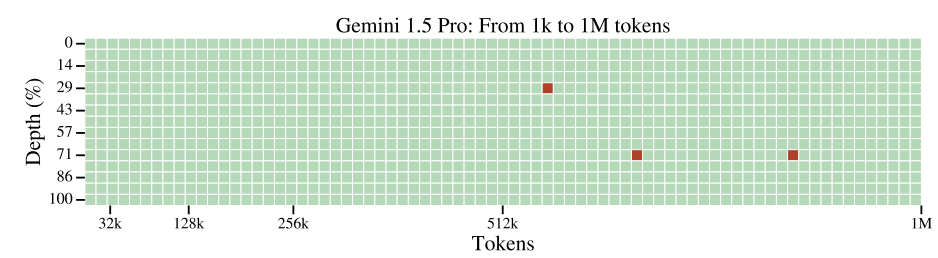 Gemini 1.5 Pro: From 1k to 1M tokens
Depth (%)
0
14
29
43
57
71
86
100
32k 128k 256k 512k 1M
Tokens